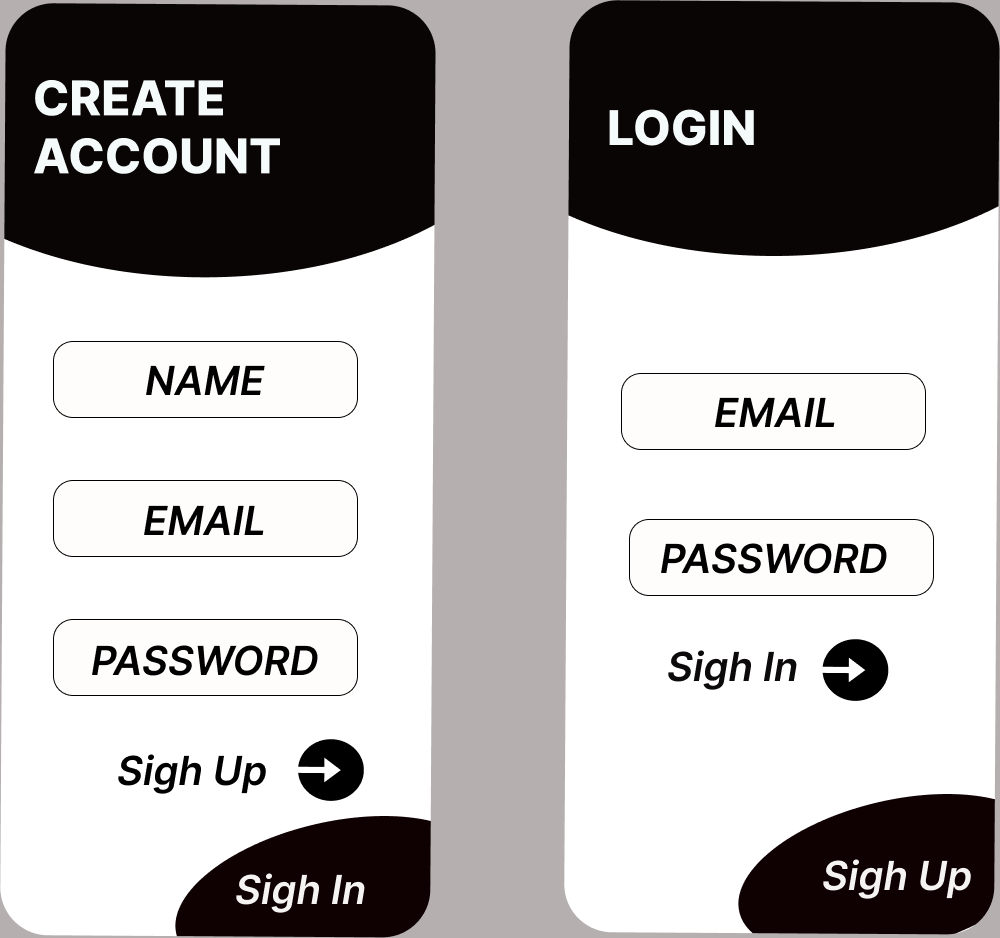 CREATE
ACCOUNT
NAME
EMAIL
PASSWORD
Sigh Up
Sigh In
LOGIN
EMAIL
PASSWORD
Sigh In
Sigh Up